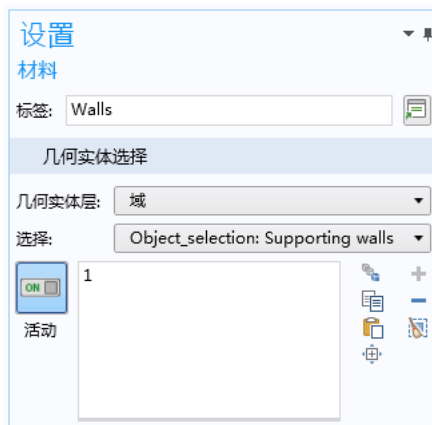 设置
材料
标签: Walls
几何实体选择
几何实体层: 域
选择: Object_selection: Supporting walls
ON 1
活动